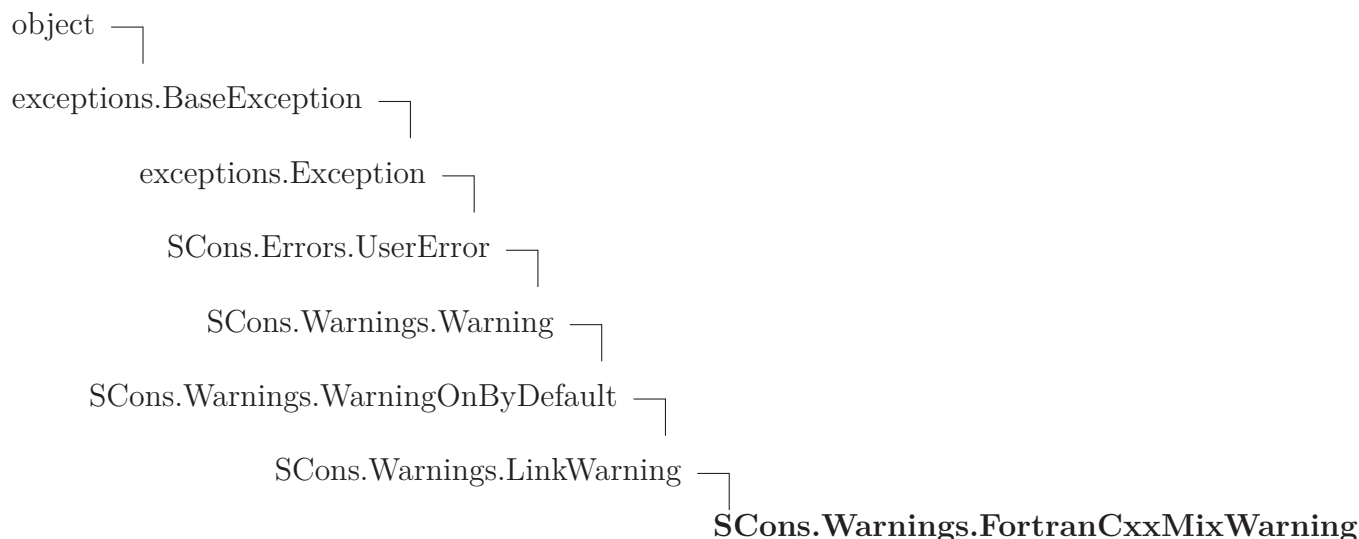 object
exceptions.BaseException
exceptions.Exception
SCons.Errors.UserError
SCons.Warnings.Warning
SCons.Warnings.WarningOnByDefault
SCons.Warnings.LinkWarning
SCons.Warnings.FortranCxxMixWarning